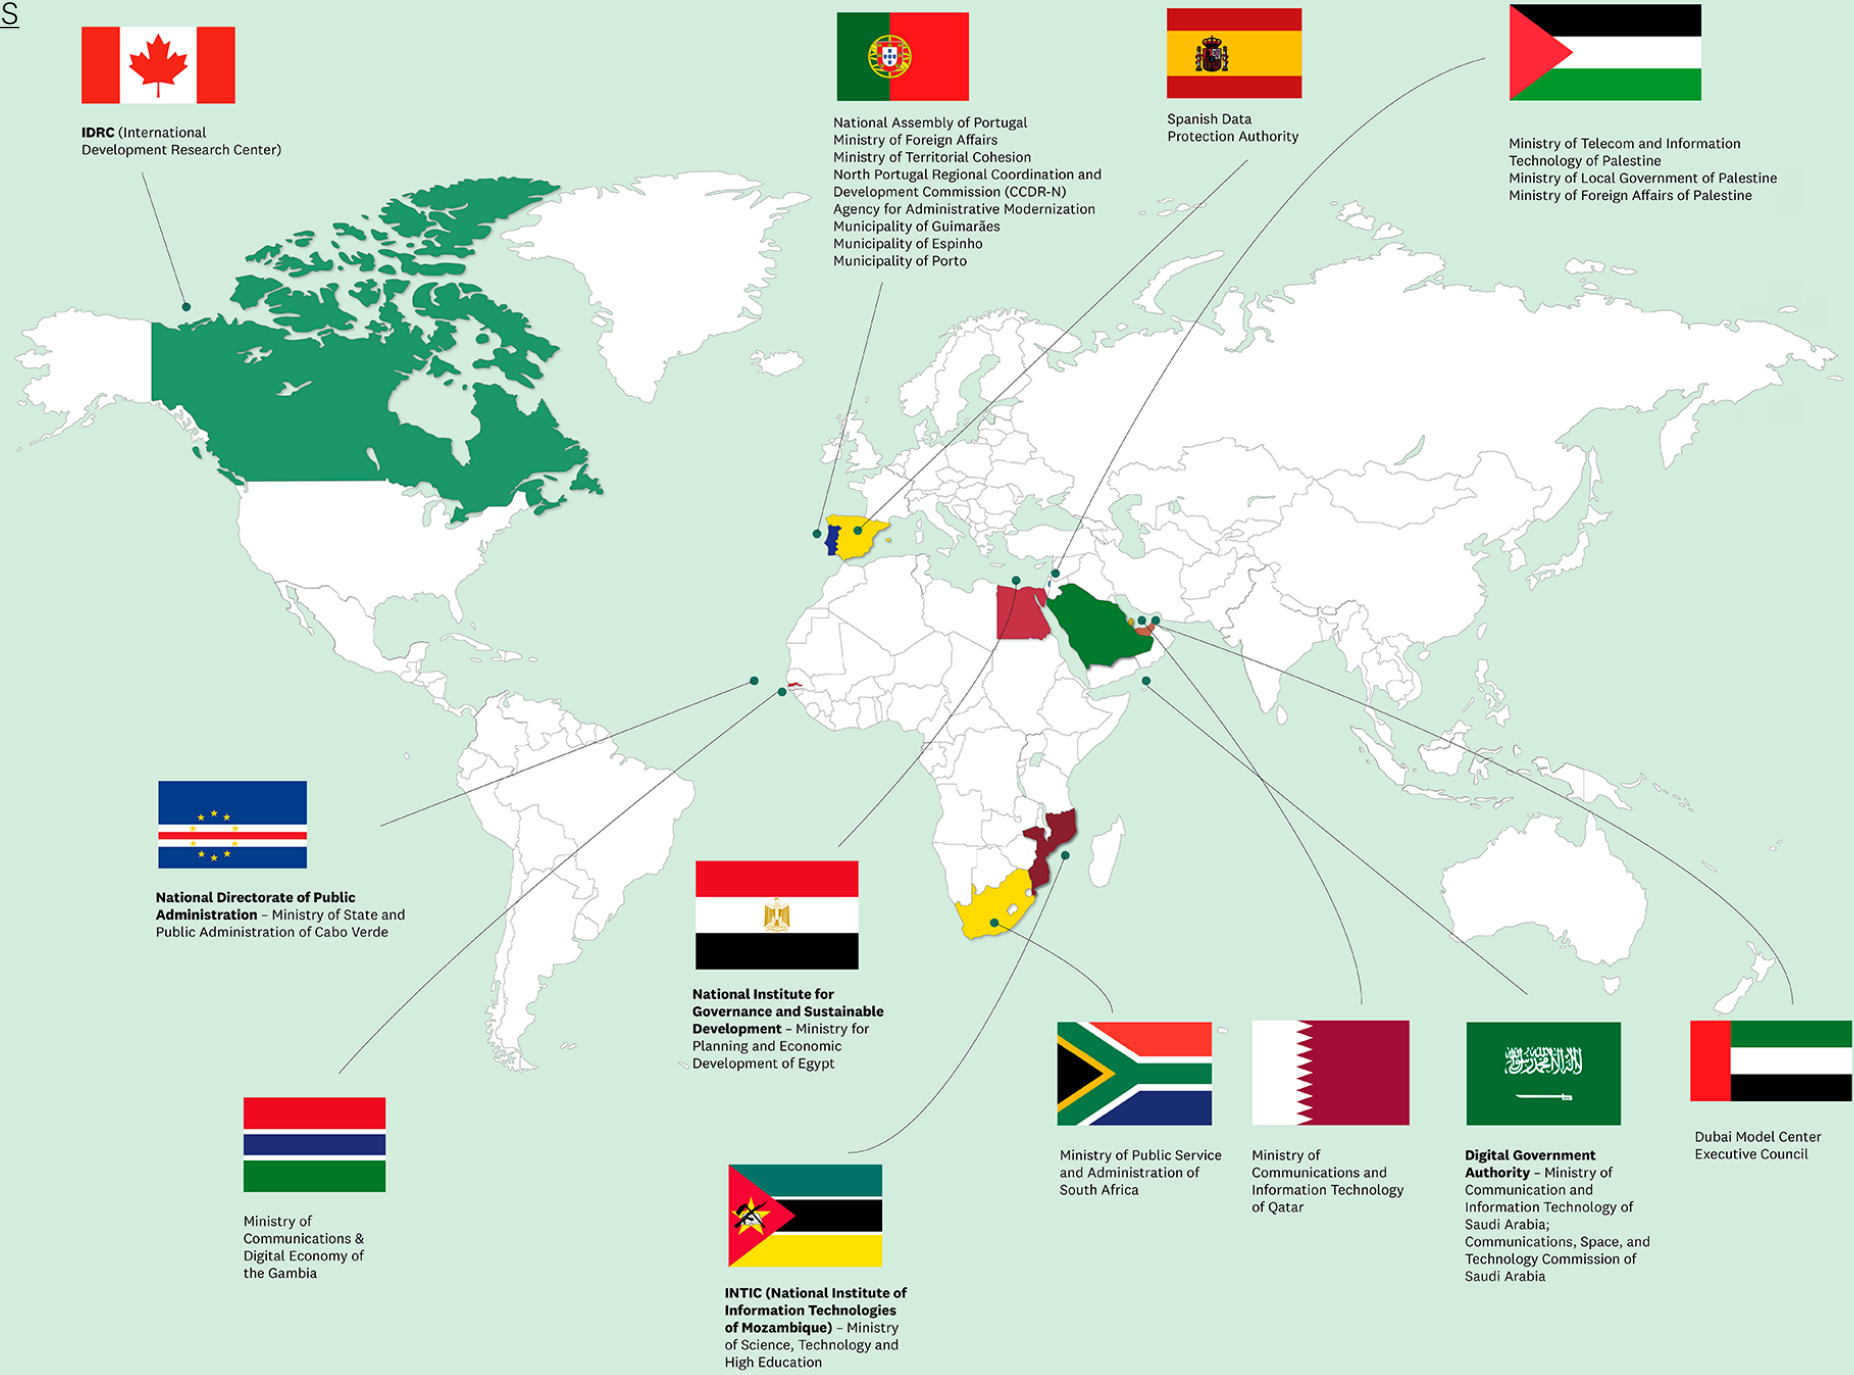 S
IDRC (International
Development Research Center)
National Assembly of Portugal
Ministry of Foreign Affairs
Ministry of Territorial Cohesion
North Portugal Regional Coordination and
Development Commission (CCDR-N)
Agency for Administrative Modernization
Municipality of Guimarães
Municipality of Espinho
Municipality of Porto
Spanish Data
Protection Authority
Ministry of Telecom and Information
Technology of Palestine
Ministry of Local Government of Palestine
Ministry of Foreign Affairs of Palestine
National Directorate of Public
Administration – Ministry of State and
Public Administration of Cabo Verde
National Institute for
Governance and Sustainable
Development – Ministry for
Planning and Economic
Development of Egypt
Ministry of
Communications &
Digital Economy of
the Gambia
INTIC (National Institute of
Information Technologies
of Mozambique) – Ministry
of Science, Technology and
High Education
Ministry of Public Service
and Administration of
South Africa
Ministry of
Communications and
Information Technology
of Qatar
Digital Government
Authority – Ministry of
Communication and
Information Technology of
Saudi Arabia;
Communications, Space, and
Technology Commission of
Saudi Arabia
Dubai Model Center
Executive Council